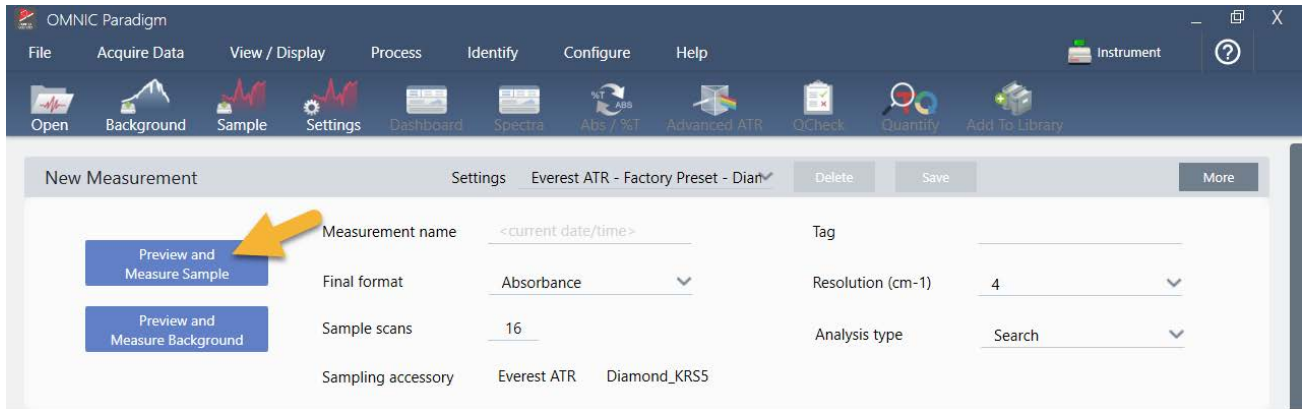 OMNIC Paradigm
X
File Acquire Data View / Display Process Identify Configure Help Instrument ?
%T ABS
Open Background Sample Settings Dashboard Spectra Abs / %T Advanced ATR QCheck Quantify Add To Library
New Measurement Settings Everest ATR - Factory Preset - Diam Delete Save More
Measurement name <current date/time> Tag
Preview and
Measure Sample
Final format Absorbance Resolution (cm-1) 4
Preview and
Measure Background
Sample scans 16 Analysis type Search
Sampling accessory Everest ATR Diamond_KRS5